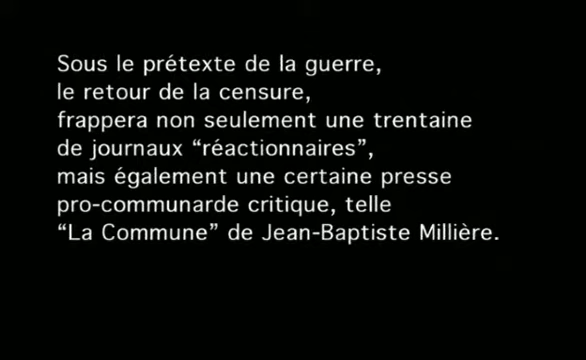 Sous le prétexte de la guerre,
le retour de la censure,
frappera non seulement une trentaine
de journaux “réactionnaires”,
mais également une certaine presse
pro-communarde critique, telle
“La Commune” de Jean-Baptiste Millière.